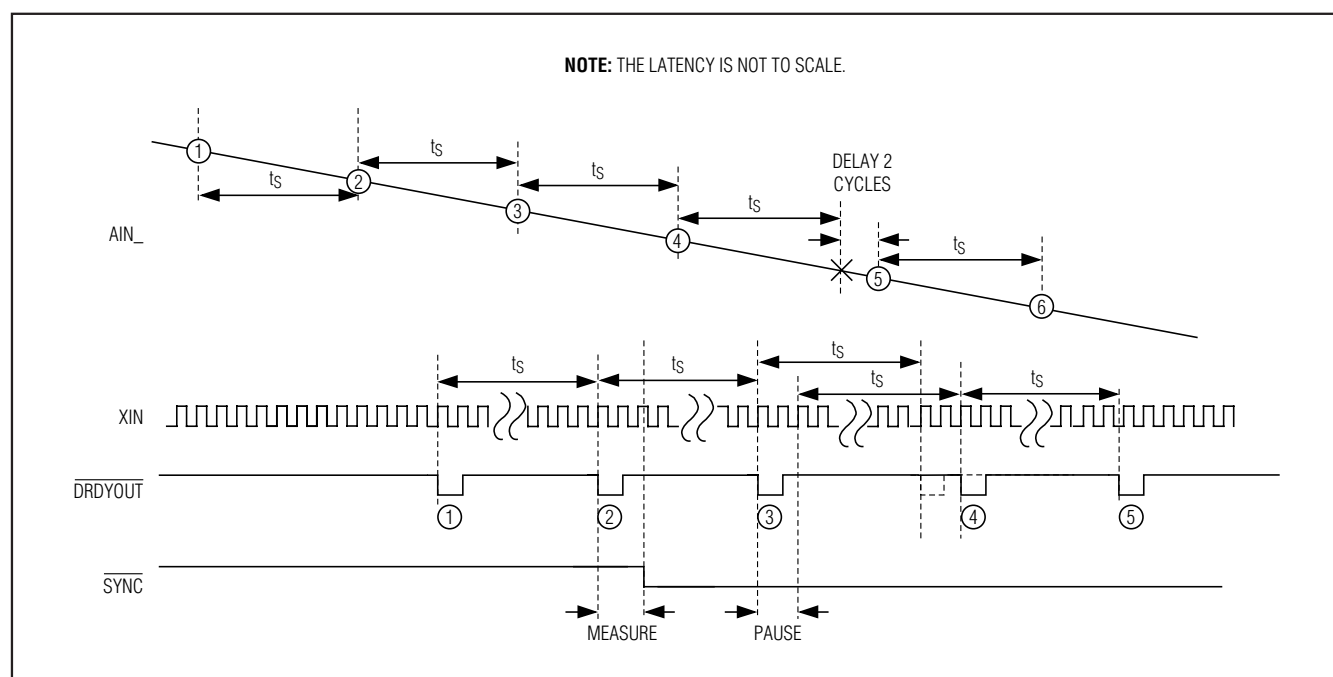 NOTE: THE LATENCY IS NOT TO SCALE.
1
tS
2
tS
3
tS
4
tS
DELAY 2
CYCLES
5
tS
6
AIN_
tS
tS
tS
tS
tS
XIN
DRDYOUT
1
2
3
4
5
SYNC
MEASURE
PAUSE